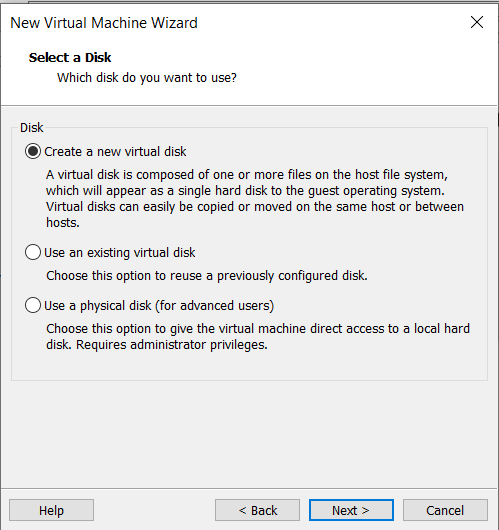 New Virtual Machine Wizard
Select a Disk
Which disk do you want to use?
Disk
Create a new virtual disk
A virtual disk is composed of one or more files on the host file system,
which will appear as a single hard disk to the guest operating system.
Virtual disks can easily be copied or moved on the same host or between
hosts.
Use an existing virtual disk
Choose this option to reuse a previously configured disk.
Use a physical disk (for advanced users)
Choose this option to give the virtual machine direct access to a local hard
disk. Requires administrator privileges.
Help
< Back
Next >
Cancel